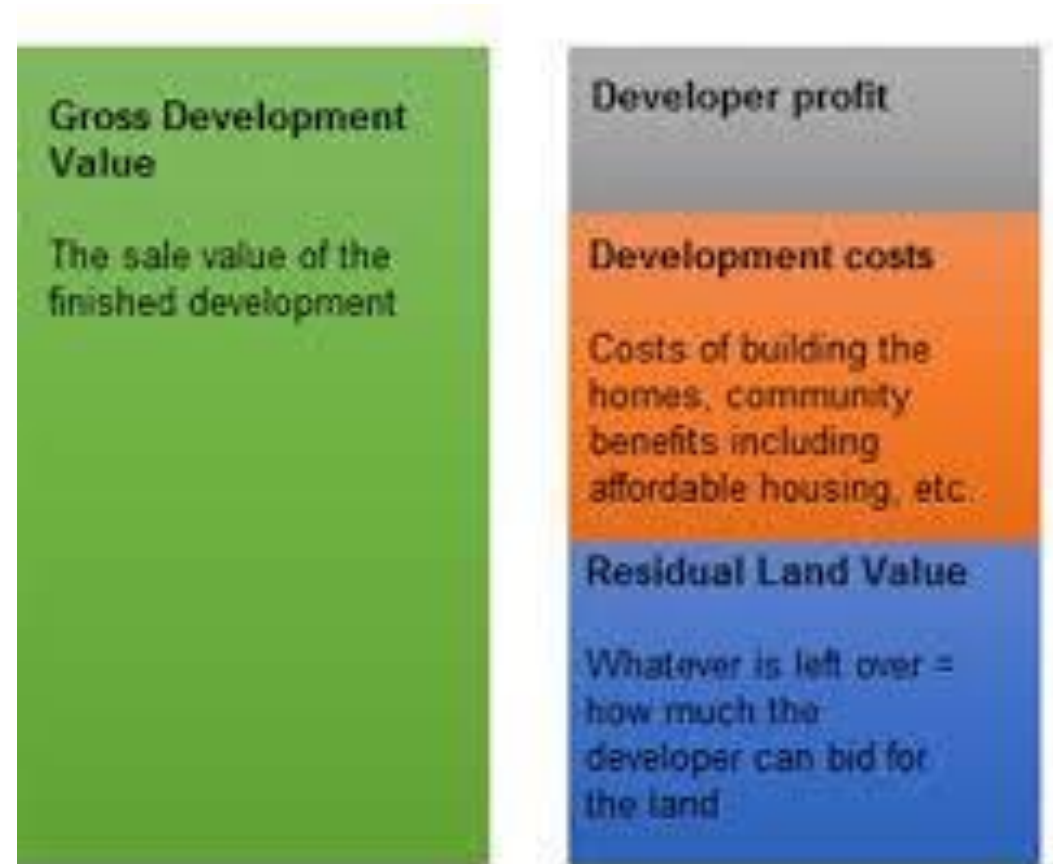 Gross Development
Value
The sale value of the
finished development
Developer profit
Development costs
Costs of building the
homes, community
benefits including
affordable housing, etc.
Residual Land Value
Whatever is left over =
how much the
developer can bid for
the land